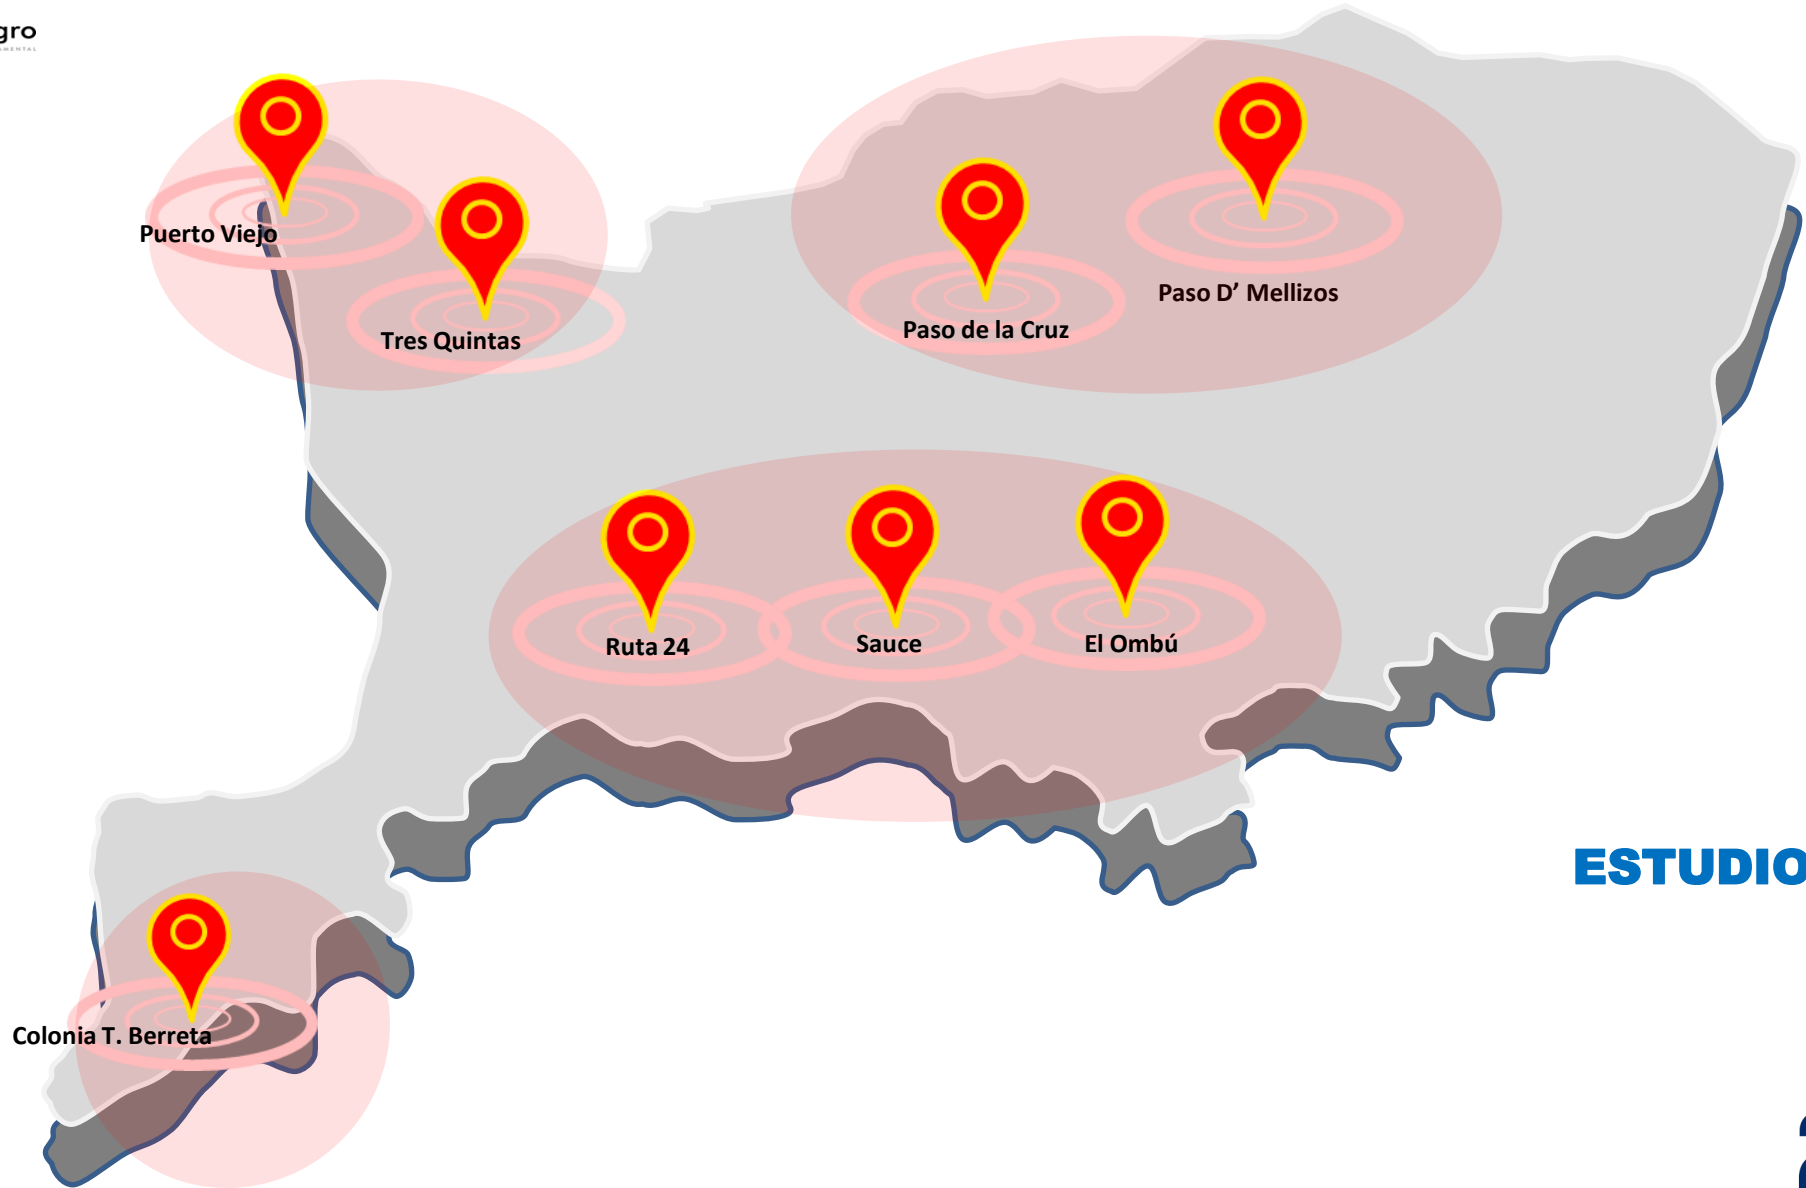 gro
Puerto Viejo
Tres Quintas
Paso de la Cruz
Paso D’ Mellizos
Ruta 24
Sauce
El Ombú
ESTUDIO
Colonia T. Berreta